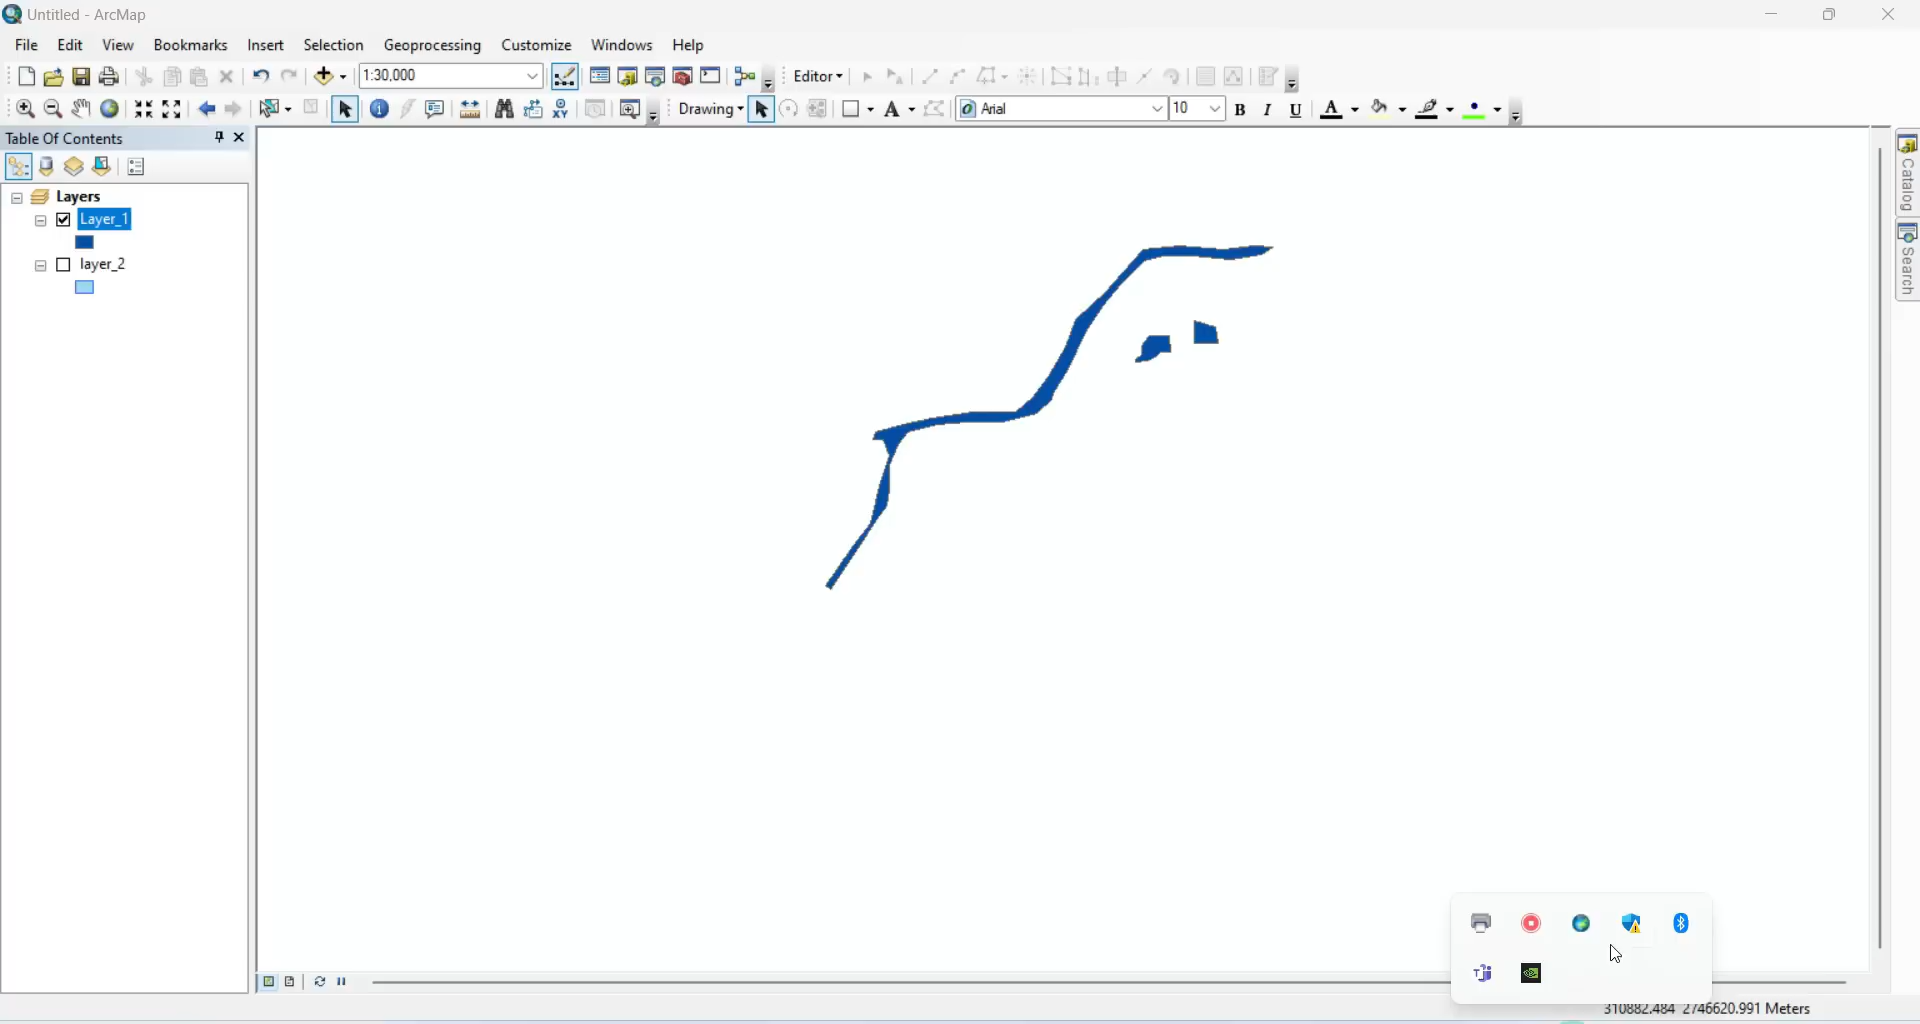 Untitled - ArcMap
File Edit View Bookmarks Insert Selection Geoprocessing Customize Windows Help
1:30,000 Editor
Drawing A Arial 10 B I U A
Table Of Contents
Layers
Layer_1
layer_2
Catalog
Search
310882.484 2746620.991 Meters